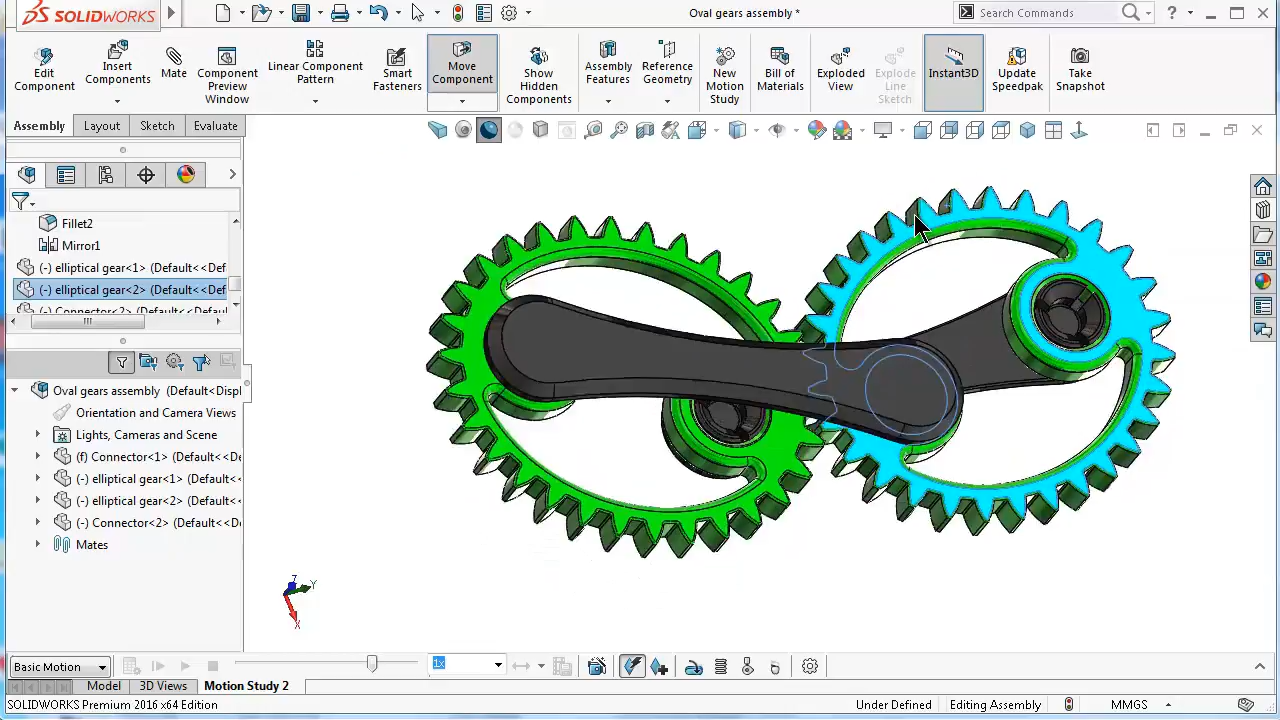 SOLIDWORKS
Oval gears assembly *
Search Commands
Edit Component
Insert Components
Mate
Component Preview Window
Linear Component Pattern
Smart Fasteners
Move Component
Show Hidden Components
Assembly Features
Reference Geometry
New Motion Study
Bill of Materials
Exploded View
Explode Line Sketch
Instant3D
Update Speedpak
Take Snapshot
Assembly Layout Sketch Evaluate
Fillet2
Mirror1
(-) elliptical gear<1> (Default<<Def
(-) elliptical gear<2> (Default<<Def
Oval gears assembly (Default<Displ
Orientation and Camera Views
Lights, Cameras and Scene
(f) Connector<1> (Default<<De
(-) elliptical gear<1> (Default<
(-) elliptical gear<2> (Default<
(-) Connector<2> (Default<<De
Mates
Z
Y
X
Basic Motion
1x
Model 3D Views Motion Study 2
SOLIDWORKS Premium 2016 x64 Edition
Under Defined Editing Assembly MMGS